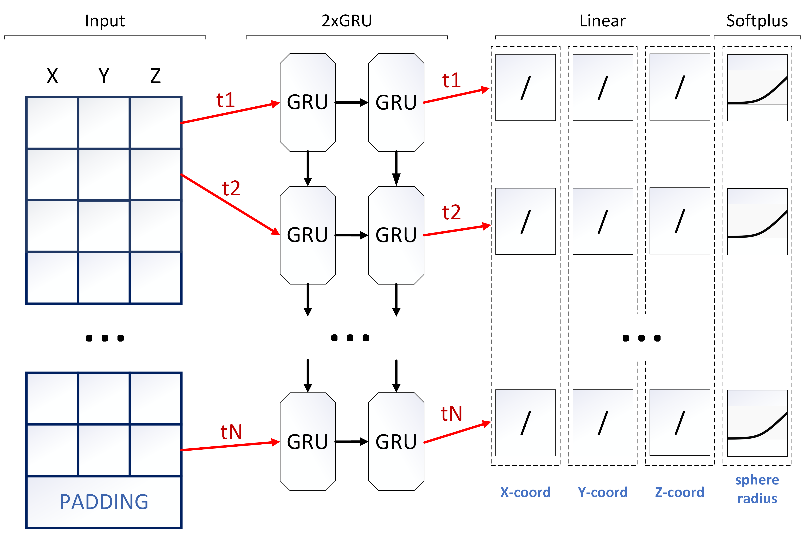 Input 2xGRU Linear Softplus
X Y Z
t1 GRU GRU t1
t2 GRU GRU t2
tN GRU GRU tN
PADDING
X-coord Y-coord Z-coord sphere
radius